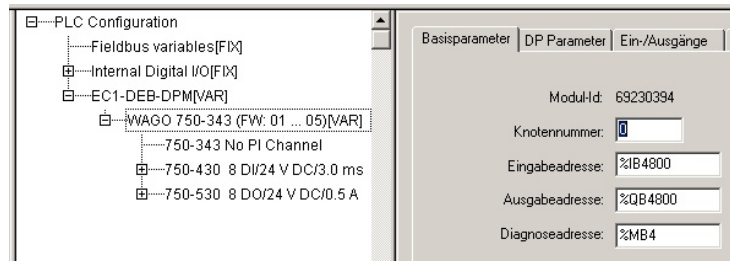 PLC Configuration
Fieldbus variables[FIX]
Internal Digital I/O[FIX]
EC1-DEB-DPM[VAR]
WAGO 750-343 (FW: 01 ... 05)[VAR]
750-343 No PI Channel
750-430 8 DI/24 V DC/3.0 ms
750-530 8 DO/24 V DC/0.5 A
Basisparameter DP Parameter Ein-/Ausgänge
Modul-Id: 69230394
Knotennummer: 0
Eingabeadresse: %IB4800
Ausgabeadresse: %QB4800
Diagnoseadresse: %MB4